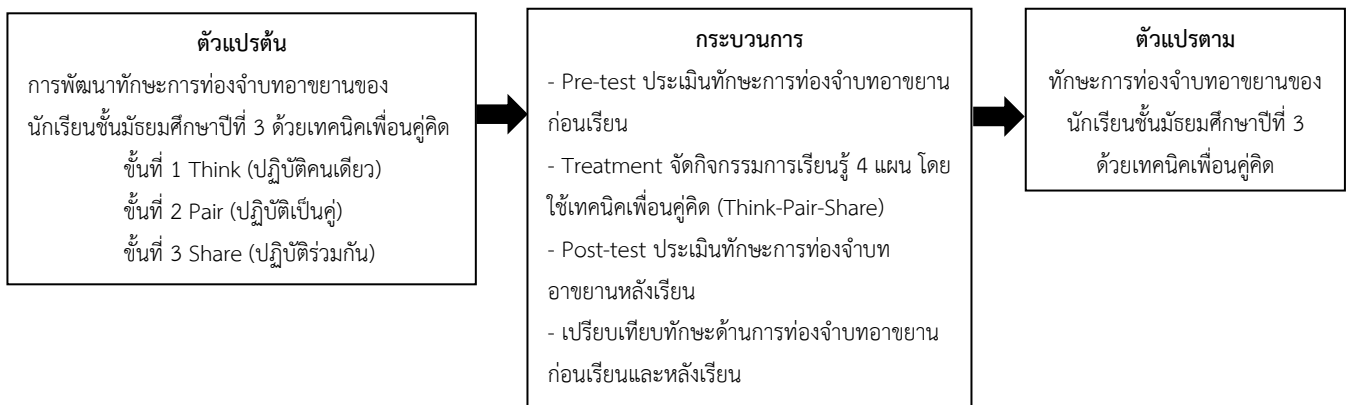 ตัวแปรต้น
การพัฒนาทักษะการท่องจำบทอาขยานของ
นักเรียนชั้นมัธยมศึกษาปีที่ 3 ด้วยเทคนิคเพื่อนคู่คิด
ขั้นที่ 1 Think (ปฏิบัติคนเดียว)
ขั้นที่ 2 Pair (ปฏิบัติเป็นคู่)
ขั้นที่ 3 Share (ปฏิบัติร่วมกัน)
กระบวนการ
- Pre-test ประเมินทักษะการท่องจำบทอาขยาน
ก่อนเรียน
- Treatment จัดกิจกรรมการเรียนรู้ 4 แผน โดย
ใช้เทคนิคเพื่อนคู่คิด (Think-Pair-Share)
- Post-test ประเมินทักษะการท่องจำบท
อาขยานหลังเรียน
- เปรียบเทียบทักษะด้านการท่องจำบทอาขยาน
ก่อนเรียนและหลังเรียน
ตัวแปรตาม
ทักษะการท่องจำบทอาขยานของ
นักเรียนชั้นมัธยมศึกษาปีที่ 3
ด้วยเทคนิคเพื่อนคู่คิด